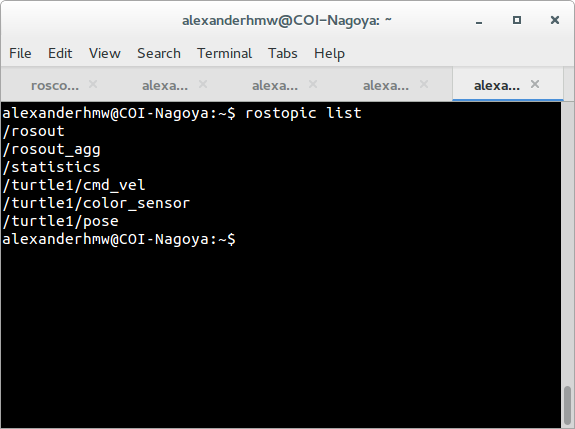 alexanderhmw@COI-Nagoya: ~
File Edit View Search Terminal Tabs Help
rosco... × alexa... × alexa... × alexa... × alexa... ×
alexanderhmw@COI-Nagoya:~$ rostopic list
/rosout
/rosout_agg
/statistics
/turtle1/cmd_vel
/turtle1/color_sensor
/turtle1/pose
alexanderhmw@COI-Nagoya:~$